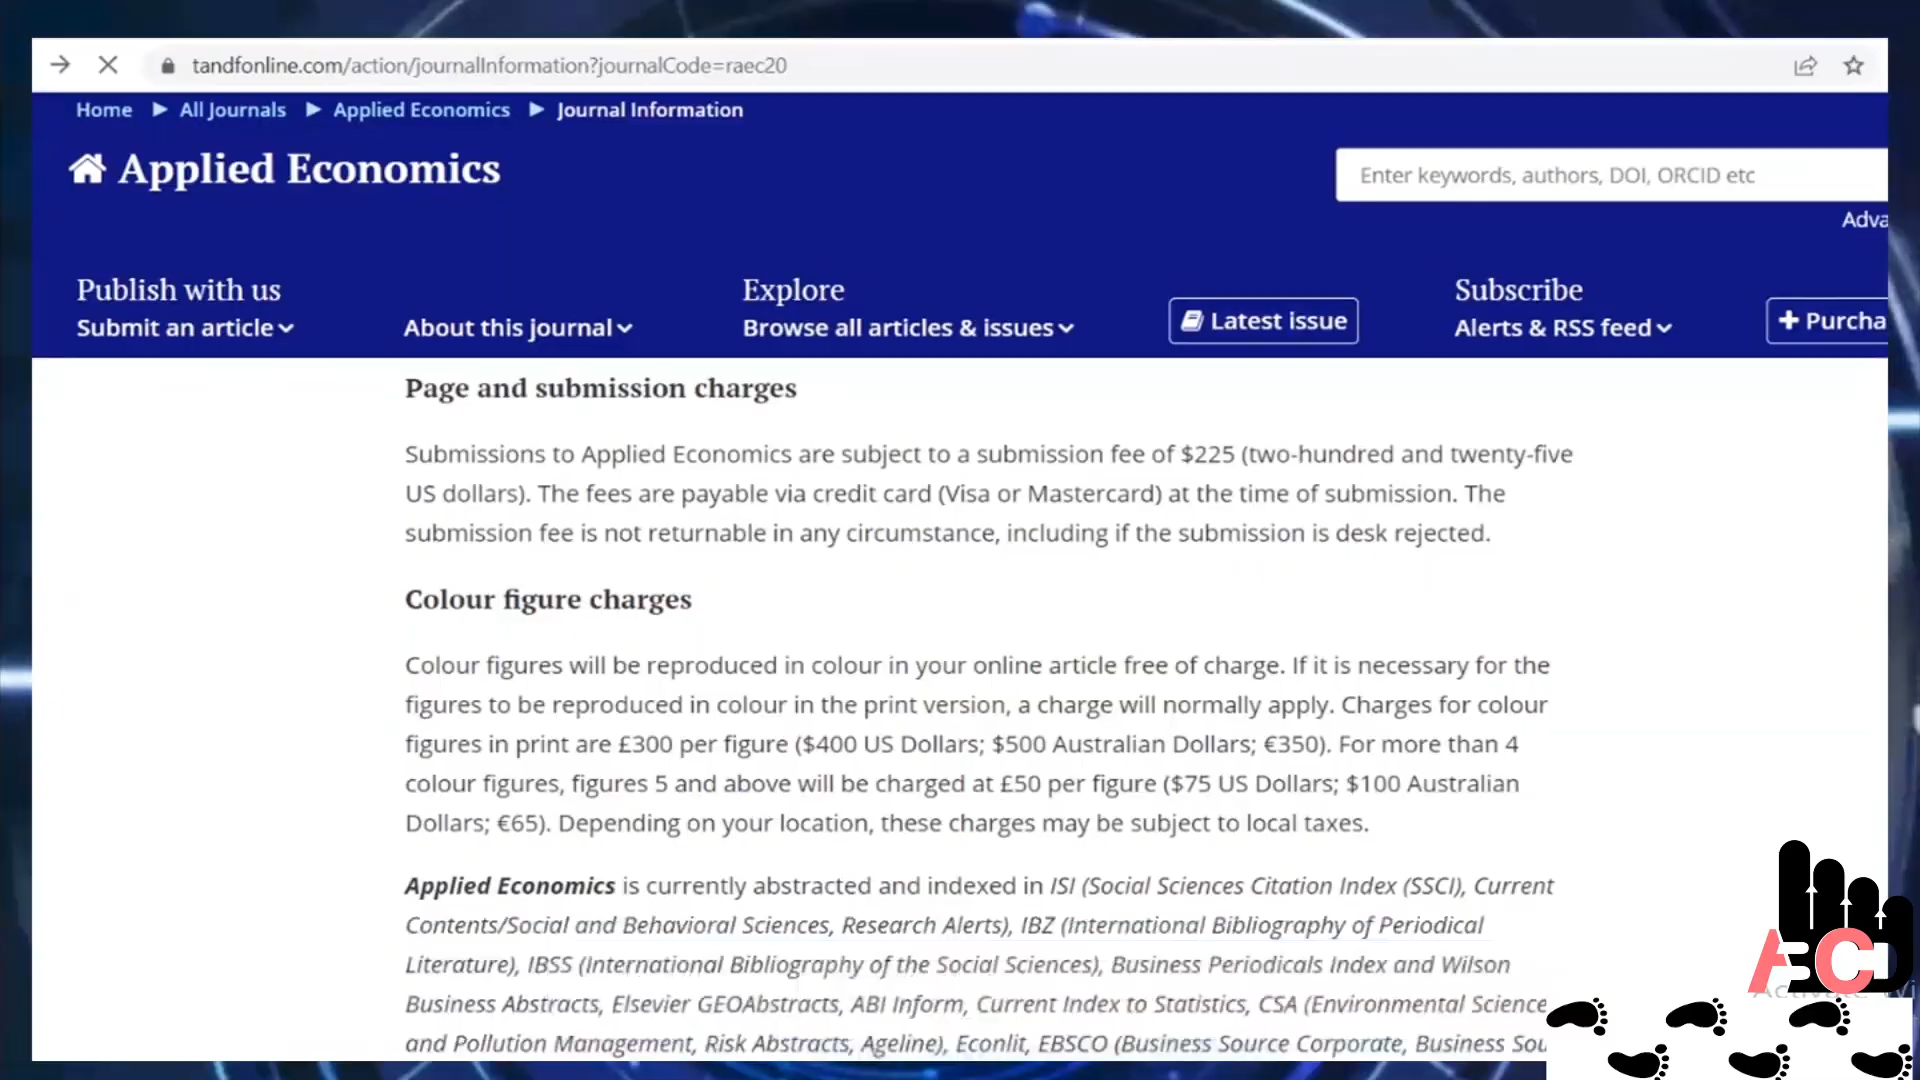 tandfonline.com/action/journalInformation?journalCode=raec20
Home ▶ All Journals ▶ Applied Economics ▶ Journal Information
Applied Economics
Enter keywords, authors, DOI, ORCID etc
Adva
Publish with us
Explore
Subscribe
Submit an article
About this journal
Browse all articles & issues
Latest issue
Alerts & RSS feed
+ Purcha
Page and submission charges
Submissions to Applied Economics are subject to a submission fee of $225 (two-hundred and twenty-five
US dollars). The fees are payable via credit card (Visa or Mastercard) at the time of submission. The
submission fee is not returnable in any circumstance, including if the submission is desk rejected.
Colour figure charges
Colour figures will be reproduced in colour in your online article free of charge. If it is necessary for the
figures to be reproduced in colour in the print version, a charge will normally apply. Charges for colour
figures in print are £300 per figure ($400 US Dollars; $500 Australian Dollars; €350). For more than 4
colour figures, figures 5 and above will be charged at £50 per figure ($75 US Dollars; $100 Australian
Dollars; €65). Depending on your location, these charges may be subject to local taxes.
Applied Economics is currently abstracted and indexed in ISI (Social Sciences Citation Index (SSCI), Current
Contents/Social and Behavioral Sciences, Research Alerts), IBZ (International Bibliography of Periodical
Literature), IBSS (International Bibliography of the Social Sciences), Business Periodicals Index and Wilson
Business Abstracts, Elsevier GEOAbstracts, ABI Inform, Current Index to Statistics, CSA (Environmental Science
and Pollution Management, Risk Abstracts, Ageline), Econlit, EBSCO (Business Source Corporate, Business Sou
ABCD